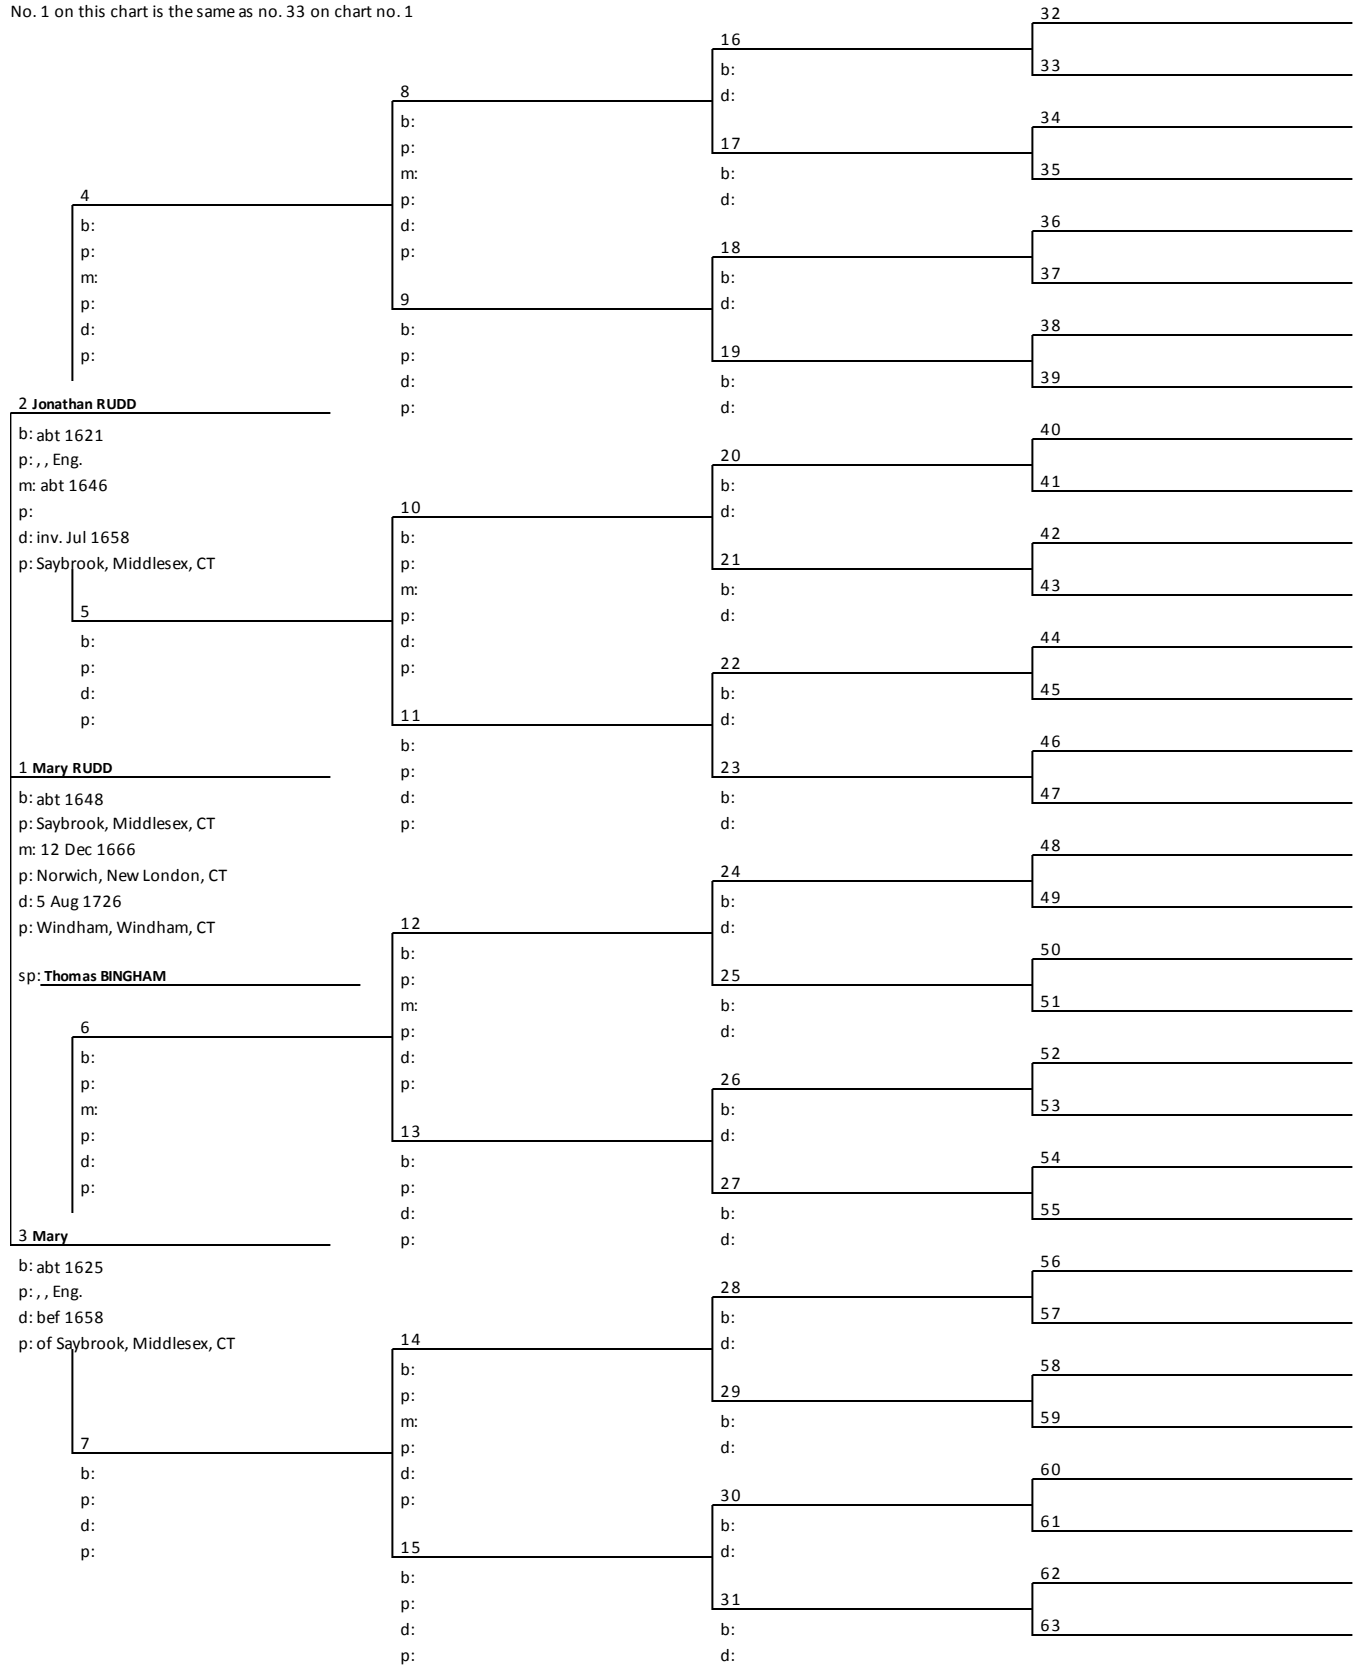 No. 1 on this chart is the same as no. 33 on chart no. 1
4
b:
p:
m:
p:
d:
p:
2 Jonathan RUDD
b: abt 1621
p: , , Eng.
m: abt 1646
p:
d: inv. Jul 1658
p: Saybrook, Middlesex, CT
5
b:
p:
d:
p:
1 Mary RUDD
b: abt 1648
p: Saybrook, Middlesex, CT
m: 12 Dec 1666
p: Norwich, New London, CT
d: 5 Aug 1726
p: Windham, Windham, CT
sp: Thomas BINGHAM
6
b:
p:
m:
p:
d:
p:
3 Mary
b: abt 1625
p: , , Eng.
d: bef 1658
p: of Saybrook, Middlesex, CT
7
b:
p:
d:
p:
8
b:
p:
m:
p:
d:
p:
9
b:
p:
d:
p:
10
b:
p:
m:
p:
d:
p:
11
b:
p:
d:
p:
12
b:
p:
m:
p:
d:
p:
13
b:
p:
d:
p:
14
b:
p:
m:
p:
d:
p:
15
b:
p:
d:
p:
16
b:
d:
17
b:
d:
18
b:
d:
19
b:
d:
20
b:
d:
21
b:
d:
22
b:
d:
23
b:
d:
24
b:
d:
25
b:
d:
26
b:
d:
27
b:
d:
28
b:
d:
29
b:
d:
30
b:
d:
31
b:
d:
32
33
34
35
36
37
38
39
40
41
42
43
44
45
46
47
48
49
50
51
52
53
54
55
56
57
58
59
60
61
62
63